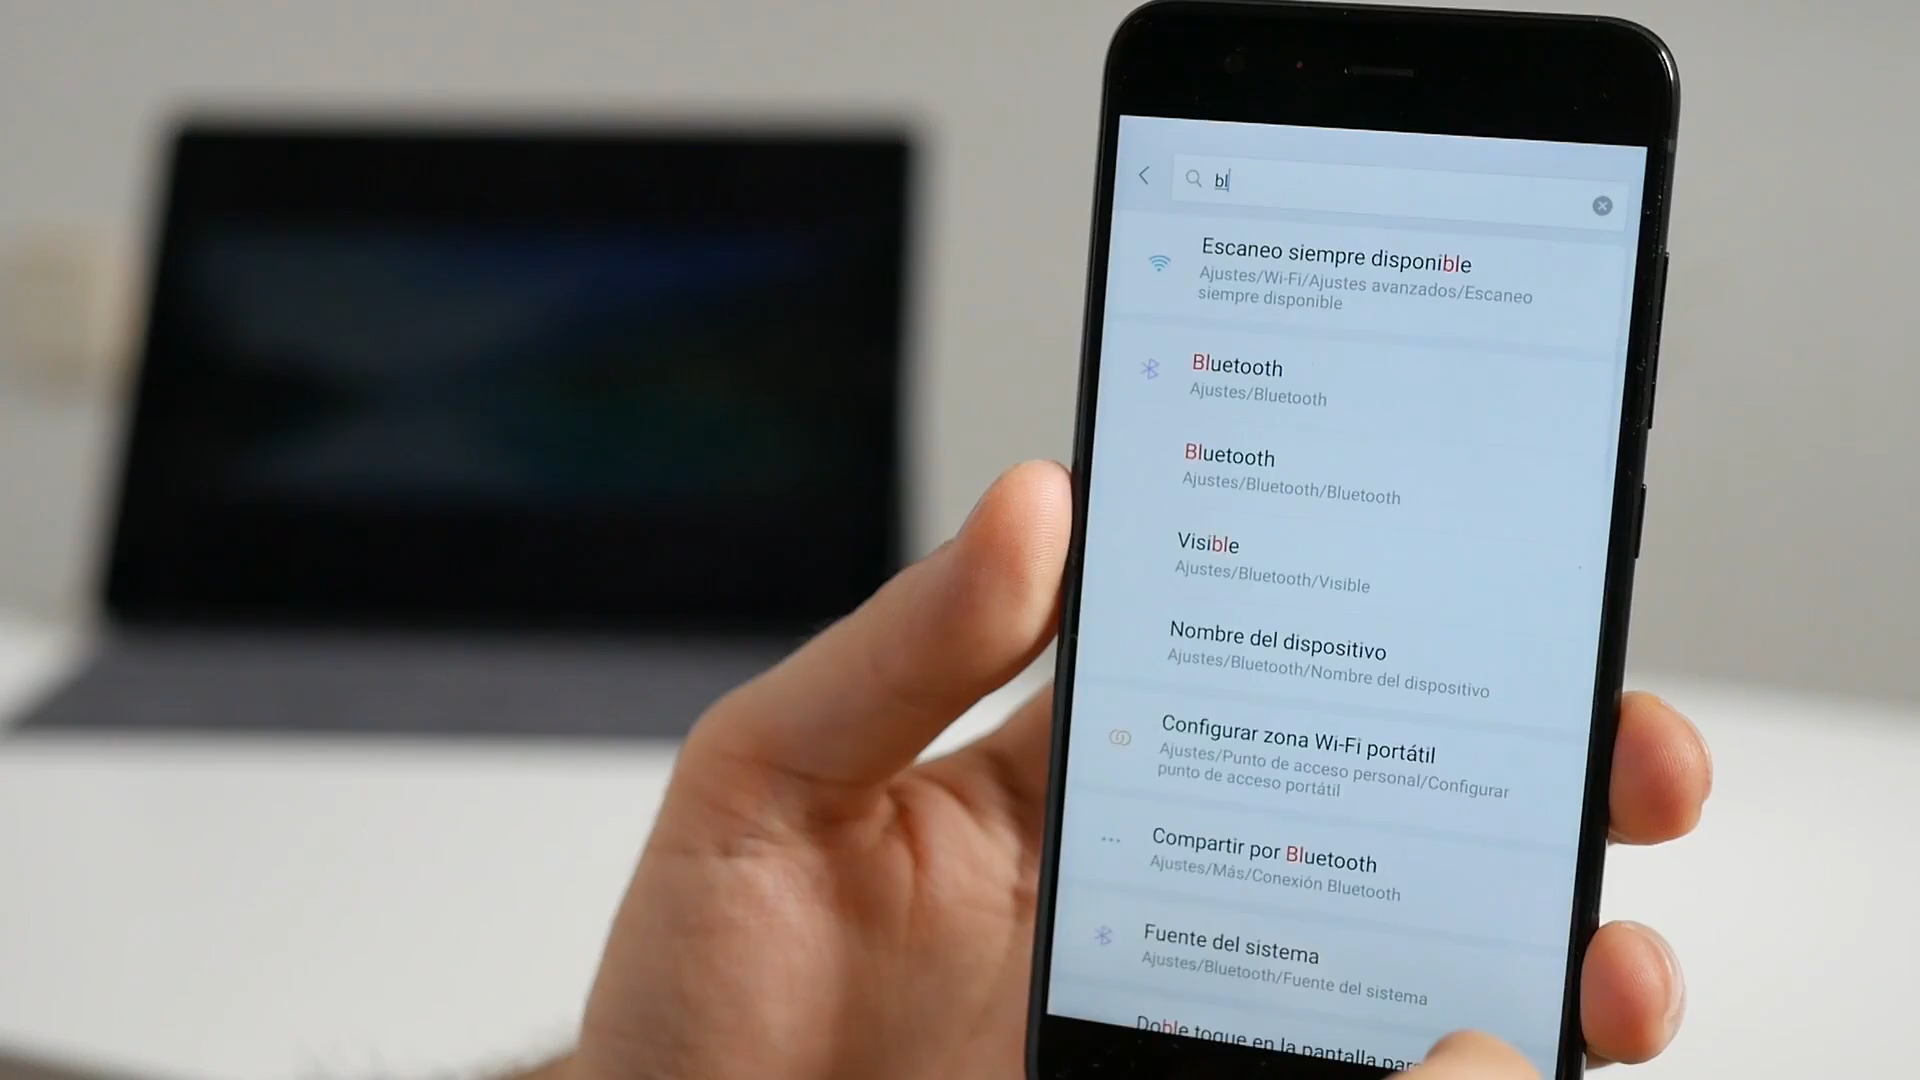 bl
Escaneo siempre disponible
Ajustes/Wi-Fi/Ajustes avanzados/Escaneo
siempre disponible
Bluetooth
Ajustes/Bluetooth
Bluetooth
Ajustes/Bluetooth/Bluetooth
Visible
Ajustes/Bluetooth/Visible
Nombre del dispositivo
Ajustes/Bluetooth/Nombre del dispositivo
Configurar zona Wi-Fi portátil
Ajustes/Punto de acceso personal/Configurar
punto de acceso portátil
Compartir por Bluetooth
Ajustes/Más/Conexión Bluetooth
Fuente del sistema
Ajustes/Bluetooth/Fuente del sistema
Doble toque en la pantalla para